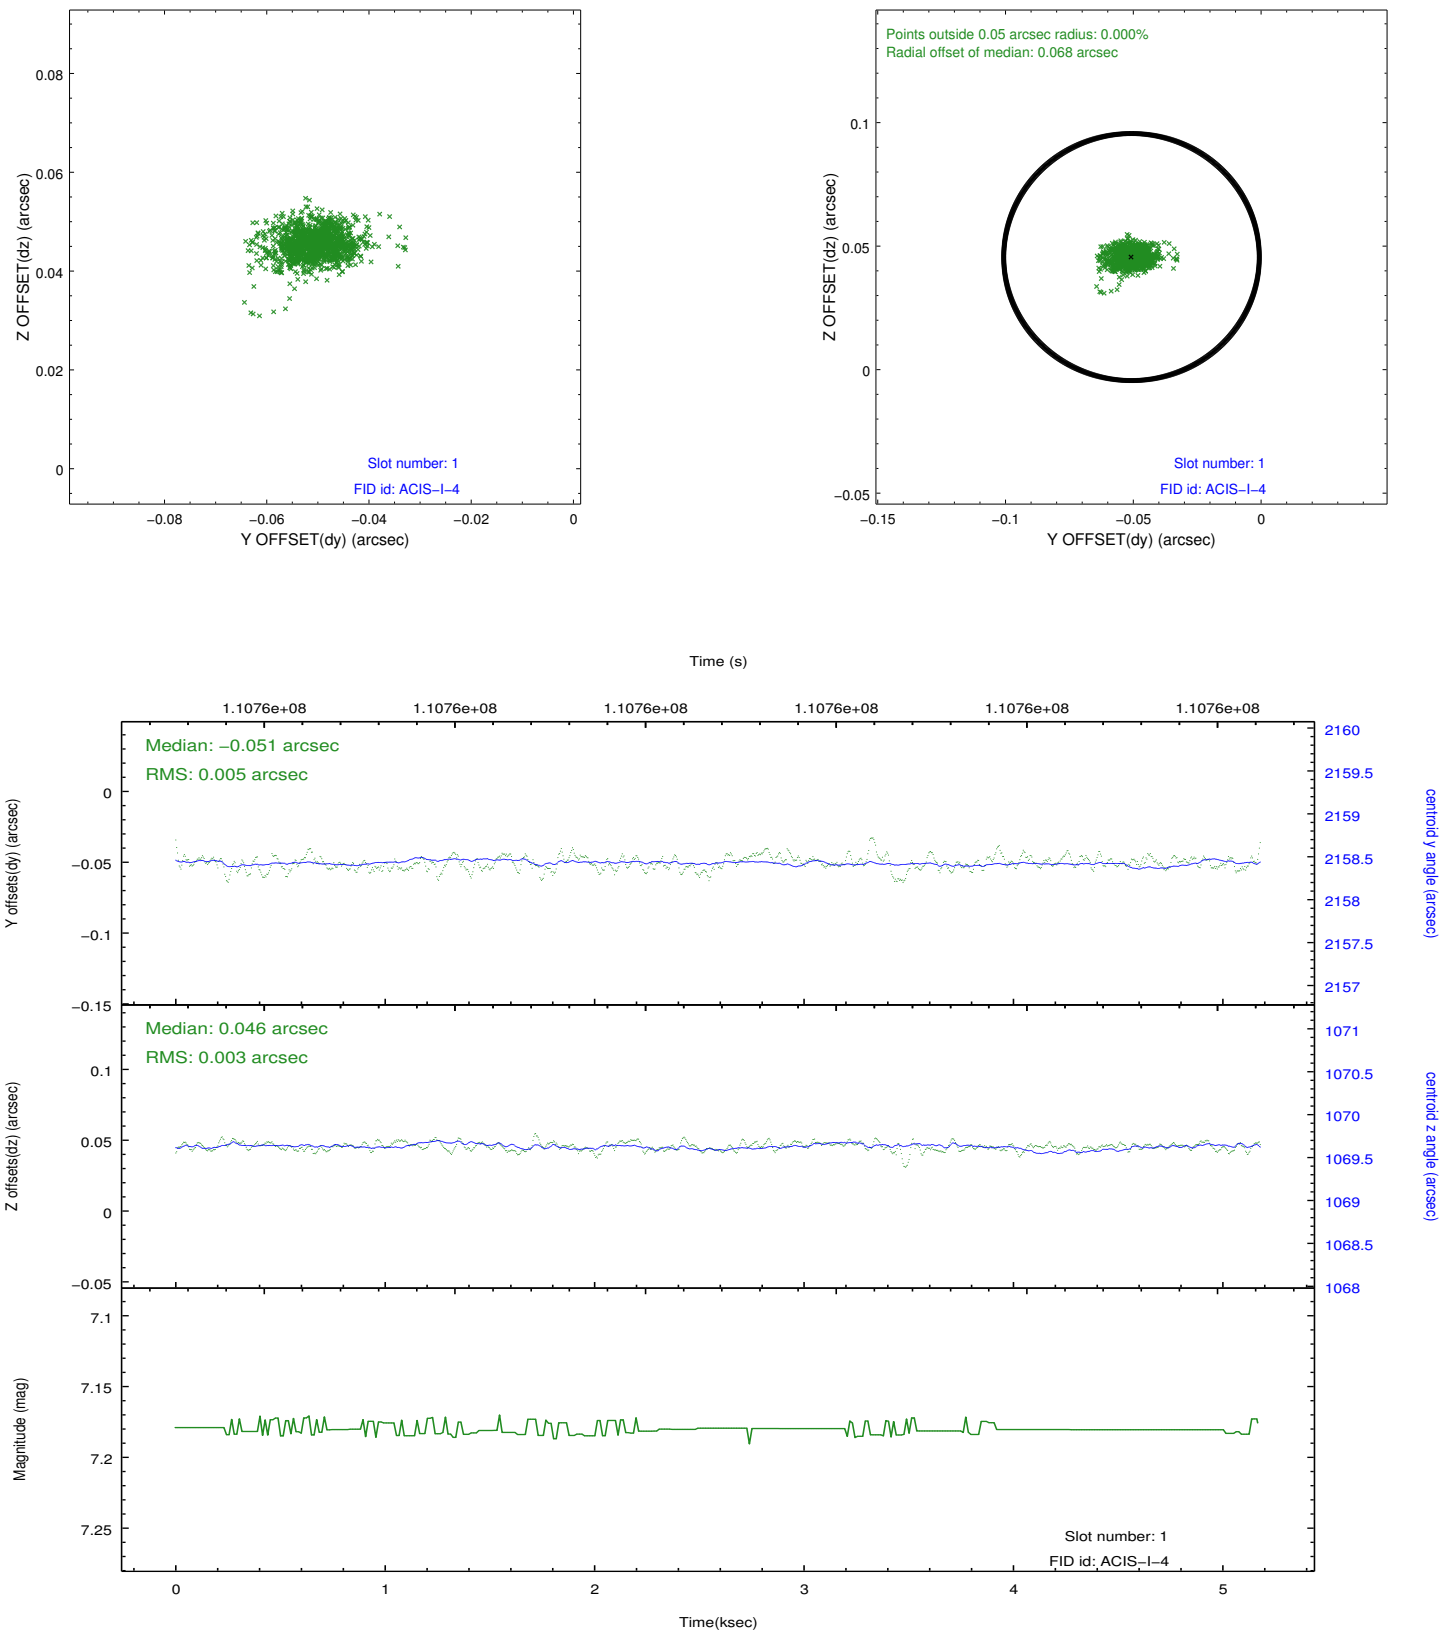 0.08
0.06
0.04
0.02
0
Z OFFSET(dz) (arcsec)
Slot number: 1
FID id: ACIS−I−4
−0.08 −0.06 −0.04 −0.02 0
Y OFFSET(dy) (arcsec)
Points outside 0.05 arcsec radius: 0.000%
Radial offset of median: 0.068 arcsec
0.1
0.05
0
−0.05
Z OFFSET(dz) (arcsec)
Slot number: 1
FID id: ACIS−I−4
−0.15 −0.1 −0.05 0
Y OFFSET(dy) (arcsec)
Time (s)
1.1076e+08 1.1076e+08 1.1076e+08 1.1076e+08 1.1076e+08 1.1076e+08
Median: −0.051 arcsec
RMS: 0.005 arcsec
0
−0.05
−0.1
−0.15
Y offsets(dy) (arcsec)
2160
2159.5
2159
2158.5
2158
2157.5
2157
centroid y angle (arcsec)
Median: 0.046 arcsec
RMS: 0.003 arcsec
0.1
0.05
0
−0.05
Z offsets(dz) (arcsec)
1071
1070.5
1070
1069.5
1069
1068.5
1068
centroid z angle (arcsec)
7.1
7.15
7.2
7.25
Magnitude (mag)
Slot number: 1
FID id: ACIS−I−4
0 1 2 3 4 5
Time(ksec)